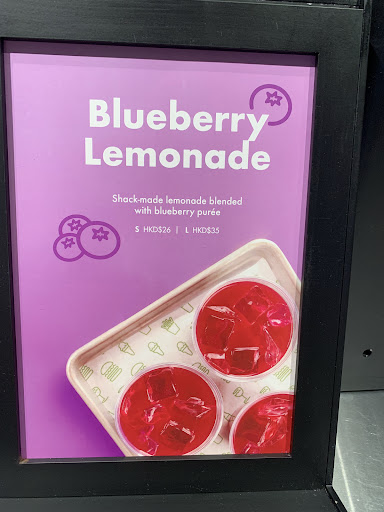 Blueberry
Lemonade
Shack-made lemonade blended
with blueberry purée
S HKD$26 | L HKD$35